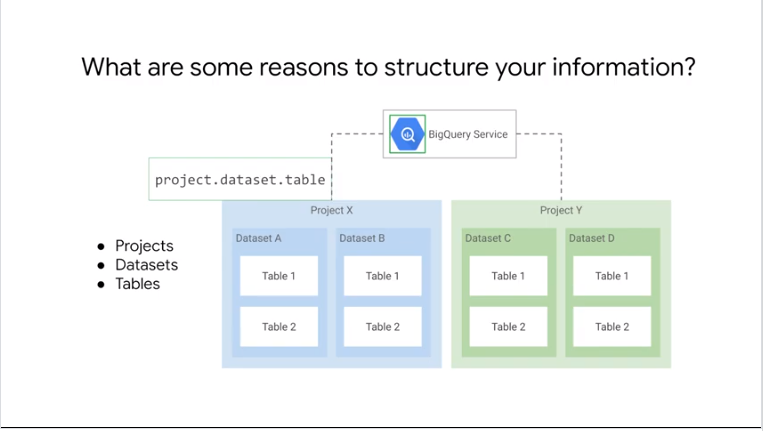 What are some reasons to structure your information?
BigQuery Service
project.dataset.table
Project X
Project Y
Projects
Datasets
Tables
Dataset A
Dataset B
Dataset C
Dataset D
Table 1
Table 1
Table 1
Table 1
Table 2
Table 2
Table 2
Table 2